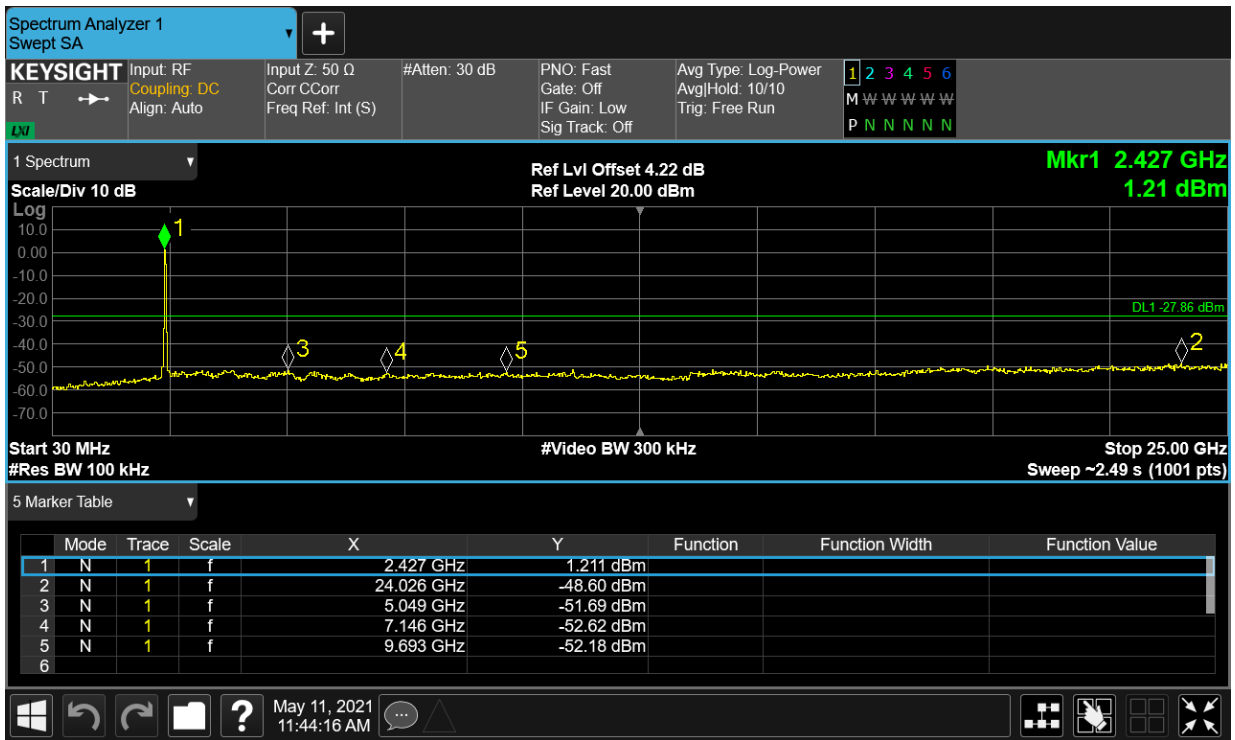 Spectrum Analyzer 1
Swept SA
KEYSIGHT
R T
LXI
Input: RF
Coupling: DC
Align: Auto
Input Z: 50 Ω
Corr CCorr
Freq Ref: Int (S)
#Atten: 30 dB
PNO: Fast
Gate: Off
IF Gain: Low
Sig Track: Off
Avg Type: Log-Power
Avg|Hold: 10/10
Trig: Free Run
1 2 3 4 5 6
M W W W W W
P N N N N N
1 Spectrum
Scale/Div 10 dB
Log
Ref Lvl Offset 4.22 dB
Ref Level 20.00 dBm
Mkr1 2.427 GHz
1.21 dBm
10.0
0.00
-10.0
-20.0
-30.0
-40.0
-50.0
-60.0
-70.0
1
3
4
5
2
DL1 -27.86 dBm
Start 30 MHz
#Res BW 100 kHz
#Video BW 300 kHz
Stop 25.00 GHz
Sweep ~2.49 s (1001 pts)
5 Marker Table
Mode Trace Scale X Y Function Function Width Function Value
1 N 1 f 2.427 GHz 1.211 dBm
2 N 1 f 24.026 GHz -48.60 dBm
3 N 1 f 5.049 GHz -51.69 dBm
4 N 1 f 7.146 GHz -52.62 dBm
5 N 1 f 9.693 GHz -52.18 dBm
6
?
May 11, 2021
11:44:16 AM